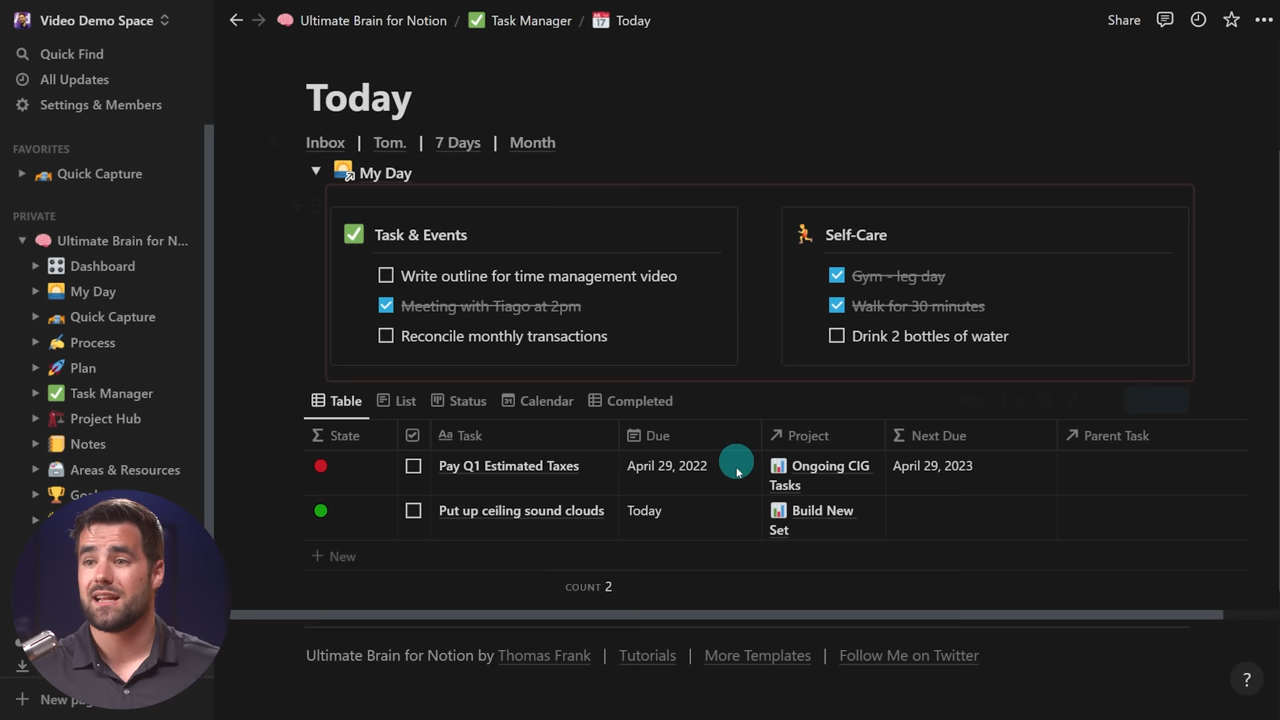 Video Demo Space
Ultimate Brain for Notion / Task Manager / Today
Share
Quick Find
All Updates
Settings & Members
FAVORITES
Quick Capture
PRIVATE
Ultimate Brain for N...
Dashboard
My Day
Quick Capture
Process
Plan
Task Manager
Project Hub
Notes
Areas & Resources
New
Today
Inbox | Tom. | 7 Days | Month
My Day
Task & Events
Write outline for time management video
Meeting with Tiago at 2pm
Reconcile monthly transactions
Self-Care
Gym - leg day
Walk for 30 minutes
Drink 2 bottles of water
Table List Status Calendar Completed
State Aa Task Due Project Next Due Parent Task
Pay Q1 Estimated Taxes April 29, 2022 Ongoing CIG Tasks April 29, 2023
Put up ceiling sound clouds Today Build New Set
+ New
COUNT 2
Ultimate Brain for Notion by Thomas Frank | Tutorials | More Templates | Follow Me on Twitter
?